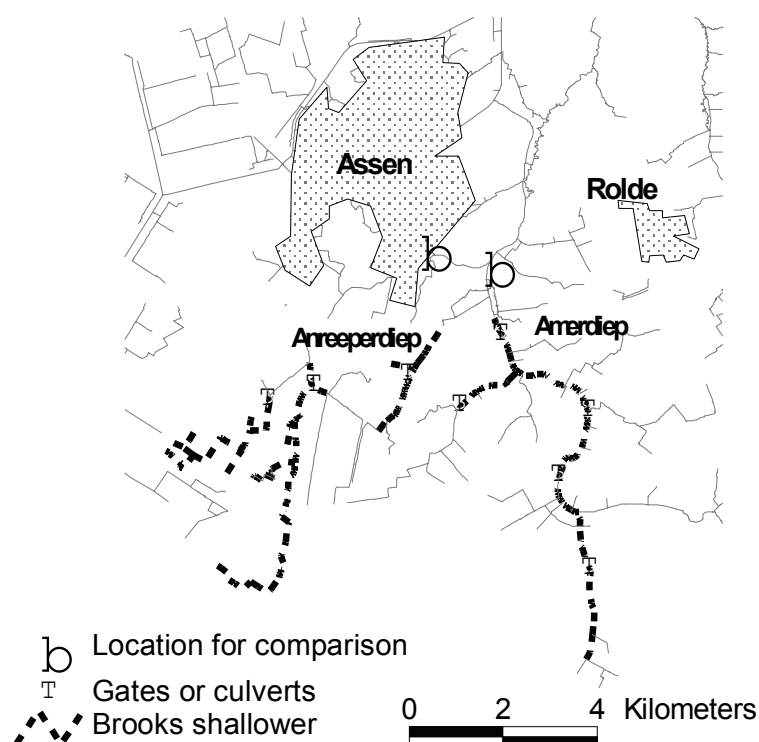 Assen
Rolde
Anreeperdiep
Amerdiep
Location for comparison
Gates or culverts
Brooks shallower
0 2 4 Kilometers